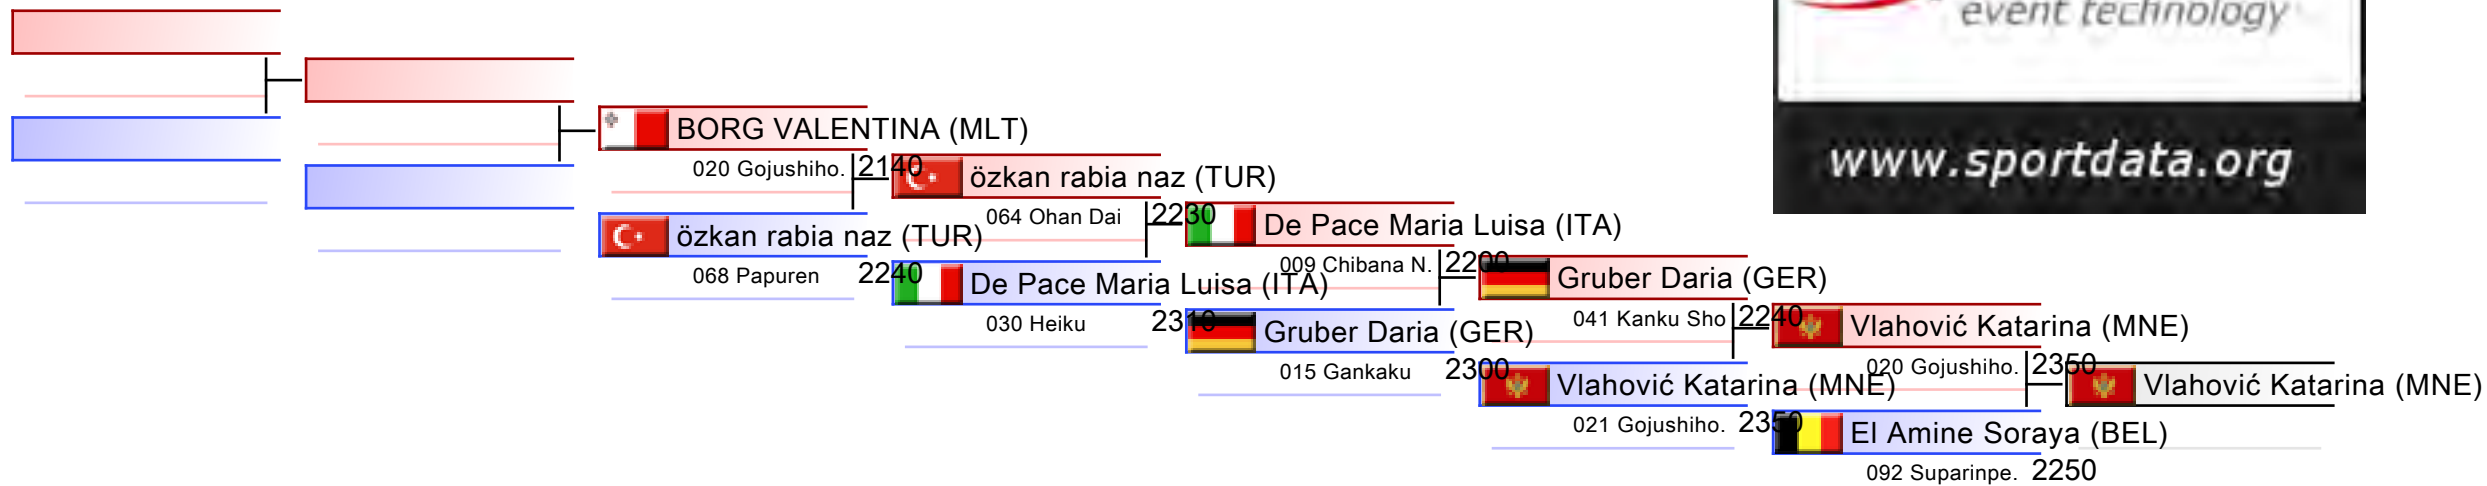 event technology
www.sportdata.org
BORG VALENTINA (MLT)
020 Gojushiho. 2140
özkan rabia naz (TUR)
068 Papuren 2240
özkan rabia naz (TUR)
064 Ohan Dai 2230
De Pace Maria Luisa (ITA)
030 Heiku 2310
De Pace Maria Luisa (ITA)
009 Chibana N. 2200
Gruber Daria (GER)
015 Gankaku 2300
Gruber Daria (GER)
041 Kanku Sho 2240
Vlahović Katarina (MNE)
021 Gojushiho. 2350
Vlahović Katarina (MNE)
020 Gojushiho. 2350
El Amine Soraya (BEL)
092 Suparinpe. 2250
Vlahović Katarina (MNE)